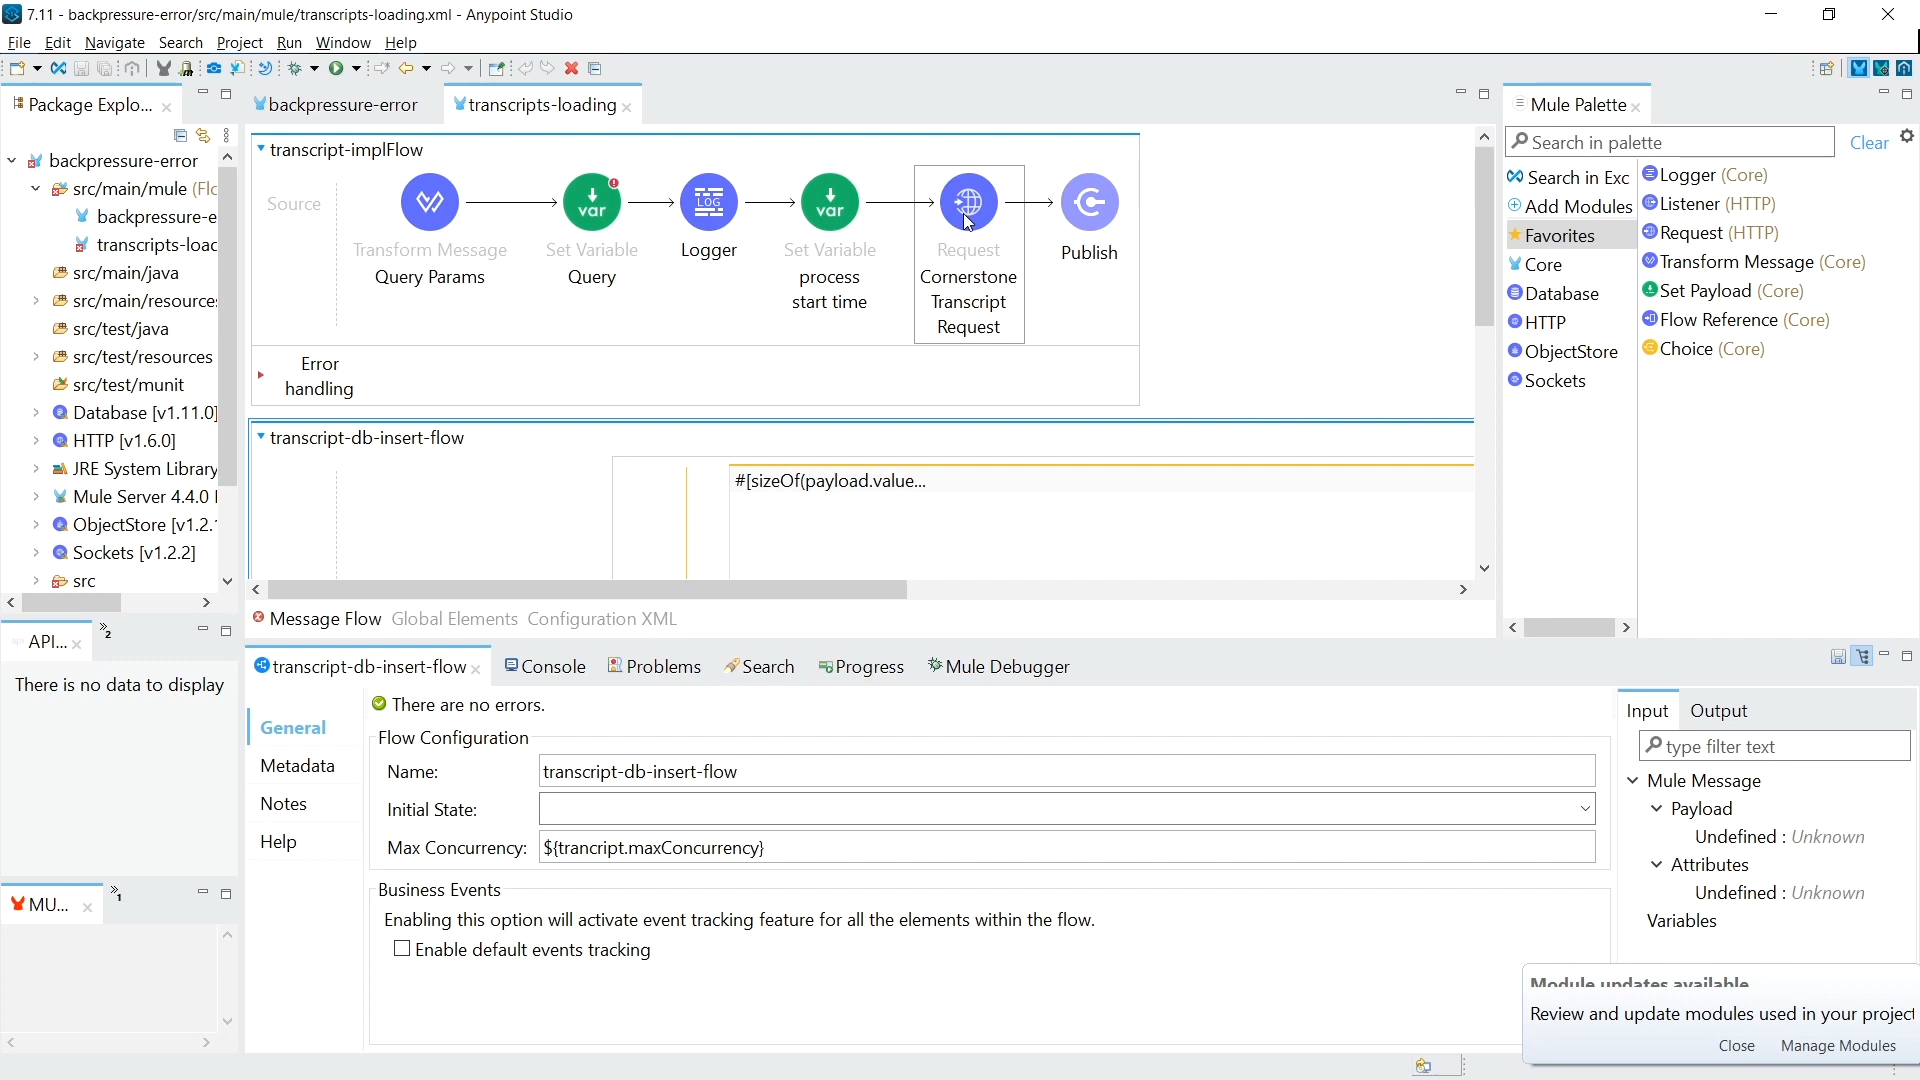 7.11 - backpressure-error/src/main/mule/transcripts-loading.xml - Anypoint Studio
File Edit Navigate Search Project Run Window Help
Package Explo...
backpressure-error
src/main/mule (Flo
backpressure-e
transcripts-load
src/main/java
src/main/resources
src/test/java
src/test/resources
src/test/munit
Database [v1.11.0]
HTTP [v1.6.0]
JRE System Library
Mule Server 4.4.0
ObjectStore [v1.2.
Sockets [v1.2.2]
src
API...
2
There is no data to display
MU...
1
backpressure-error
transcripts-loading
transcript-implFlow
Source
Transform Message
Query Params
var
Set Variable
Query
LOG
Logger
var
Set Variable
process
start time
Request
Cornerstone
Transcript
Request
Publish
Error
handling
transcript-db-insert-flow
#[sizeOf(payload.value...
Message Flow Global Elements Configuration XML
Mule Palette
Search in palette
Clear
Search in Exc
Add Modules
Favorites
Core
Database
HTTP
ObjectStore
Sockets
Logger (Core)
Listener (HTTP)
Request (HTTP)
Transform Message (Core)
Set Payload (Core)
Flow Reference (Core)
Choice (Core)
transcript-db-insert-flow
Console
Problems
Search
Progress
Mule Debugger
General
Metadata
Notes
Help
There are no errors.
Flow Configuration
Name: transcript-db-insert-flow
Initial State:
Max Concurrency: ${trancript.maxConcurrency}
Business Events
Enabling this option will activate event tracking feature for all the elements within the flow.
Enable default events tracking
Input Output
type filter text
Mule Message
Payload
Undefined : Unknown
Attributes
Undefined : Unknown
Variables
Module updates available
Review and update modules used in your project
Close Manage Modules